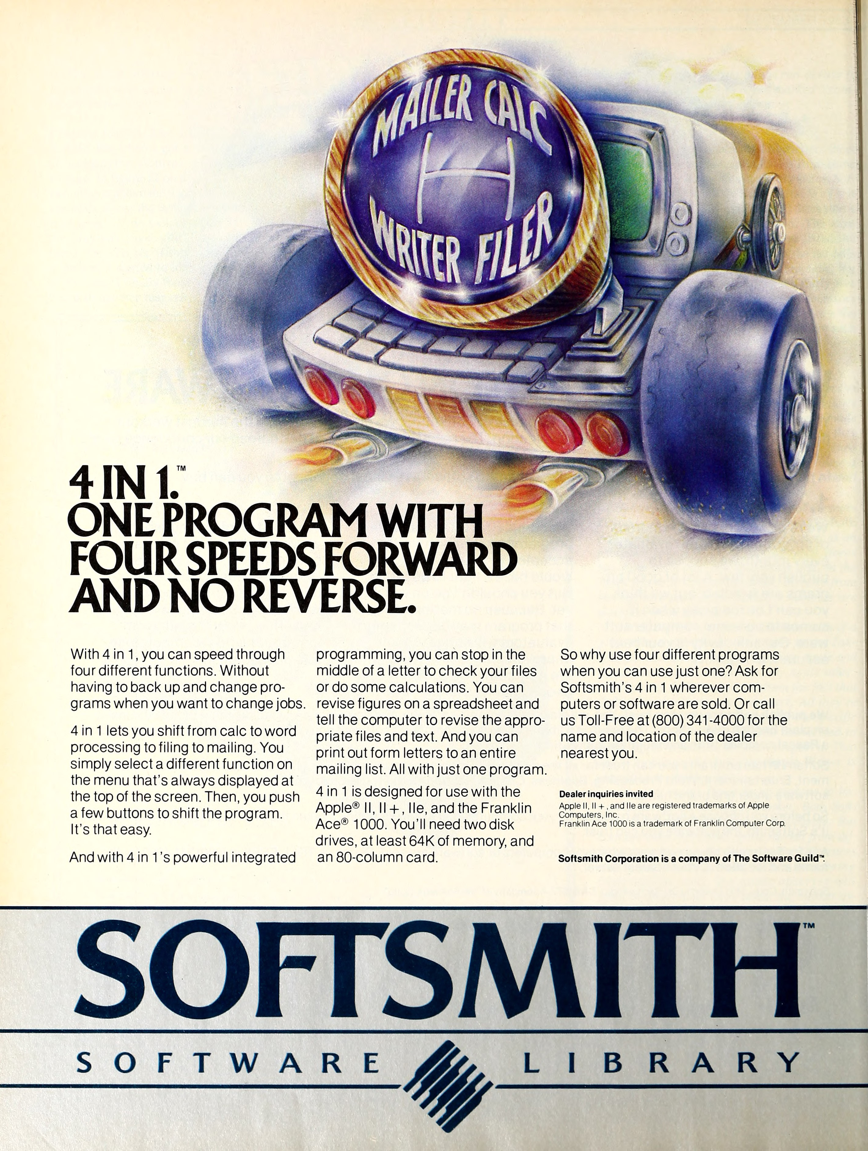 MAILER CALC
WRITER FILER
4 IN 1.™
ONE PROGRAM WITH
FOUR SPEEDS FORWARD
AND NO REVERSE.
With 4 in 1, you can speed through
four different functions. Without
having to back up and change pro-
grams when you want to change jobs.
4 in 1 lets you shift from calc to word
processing to filing to mailing. You
simply select a different function on
the menu that's always displayed at
the top of the screen. Then, you push
a few buttons to shift the program.
It's that easy.
And with 4 in 1's powerful integrated
programming, you can stop in the
middle of a letter to check your files
or do some calculations. You can
revise figures on a spreadsheet and
tell the computer to revise the appro-
priate files and text. And you can
print out form letters to an entire
mailing list. All with just one program.
4 in 1 is designed for use with the
Apple® II, II+, IIe, and the Franklin
Ace® 1000. You'll need two disk
drives, at least 64K of memory, and
an 80-column card.
So why use four different programs
when you can use just one? Ask for
Softsmith's 4 in 1 wherever com-
puters or software are sold. Or call
us Toll-Free at (800) 341-4000 for the
name and location of the dealer
nearest you.
Dealer inquiries invited
Apple II, II+, and IIe are registered trademarks of Apple
Computers, Inc.
Franklin Ace 1000 is a trademark of Franklin Computer Corp.
Softsmith Corporation is a company of The Software Guild™.
SOFTSMITH™
SOFTWARE LIBRARY